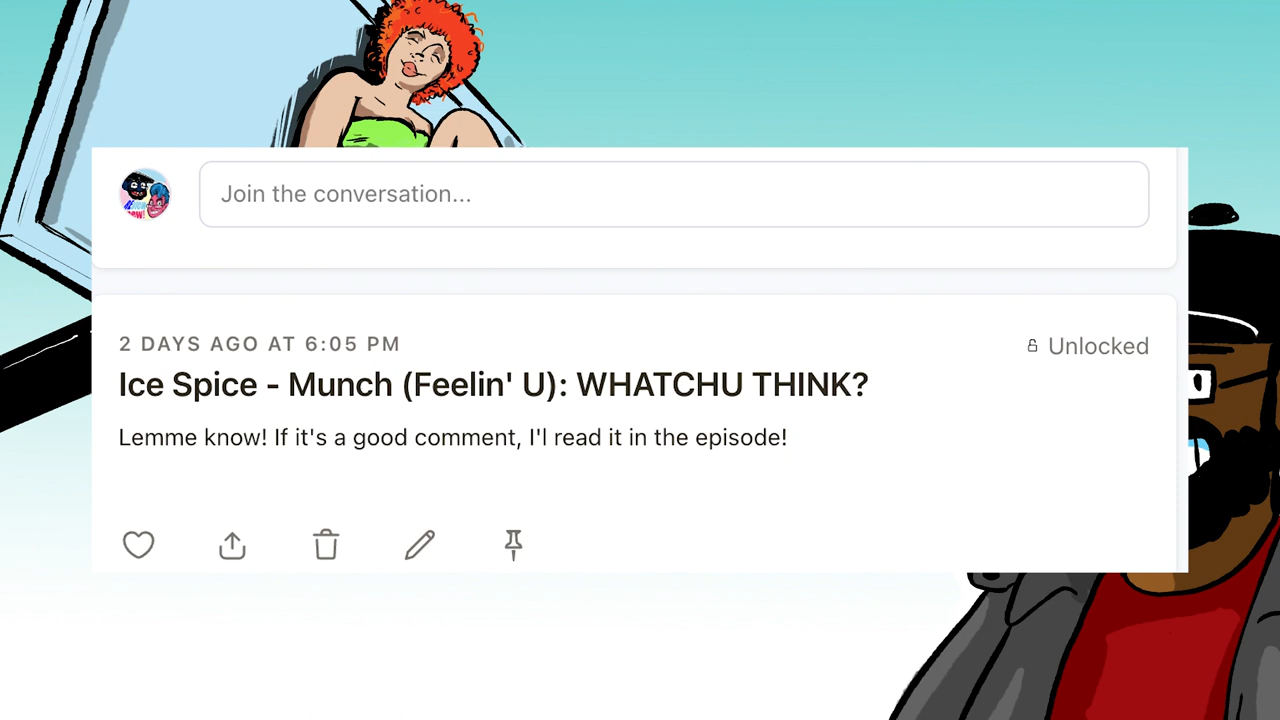 Join the conversation...
2 DAYS AGO AT 6:05 PM
Unlocked
Ice Spice - Munch (Feelin' U): WHATCHU THINK?
Lemme know! If it's a good comment, I'l read it in the episode!